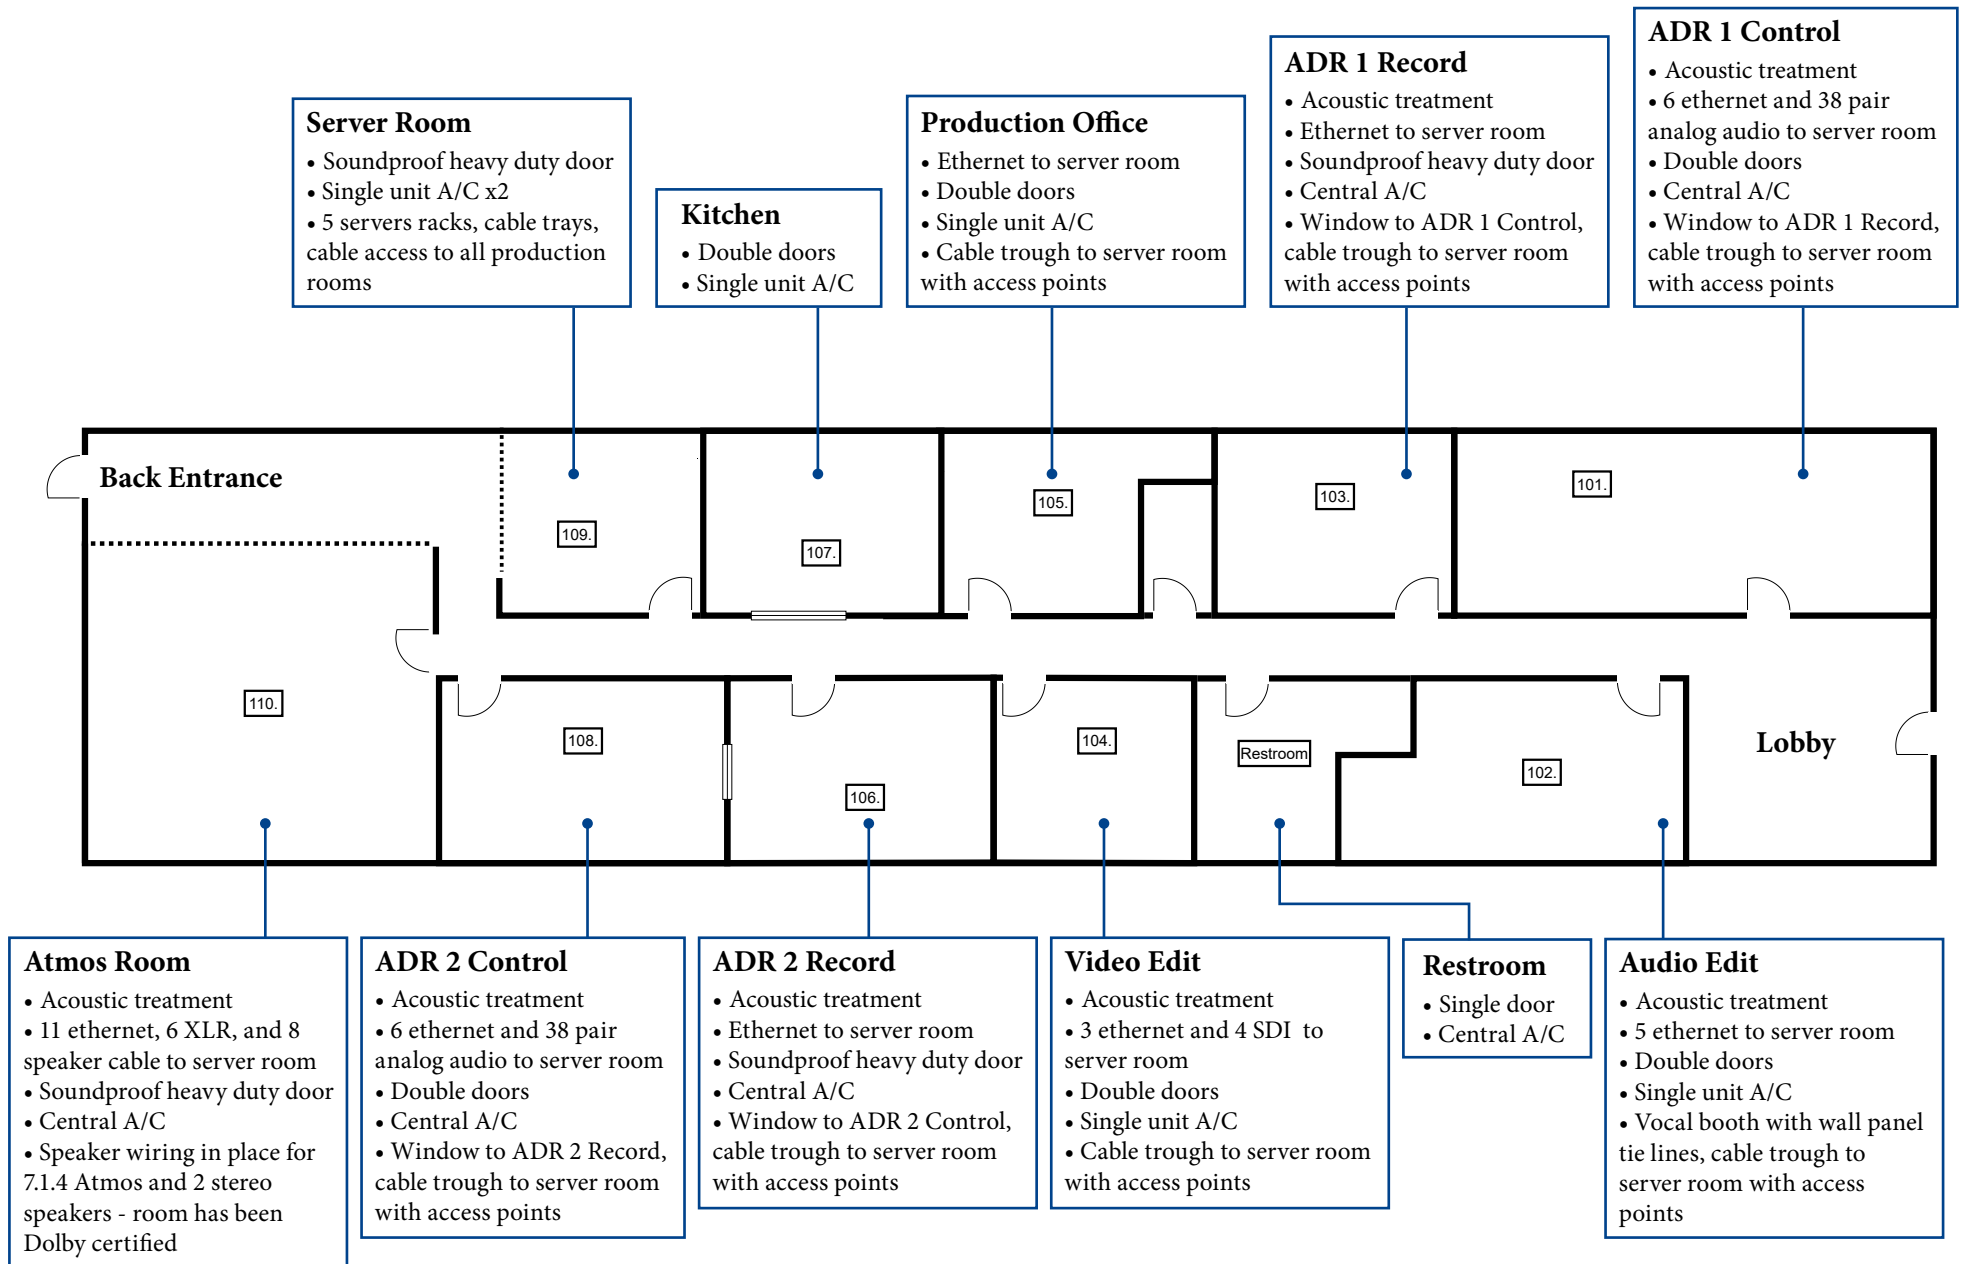 ADR 1 Control
• Acoustic treatment
• 6 ethernet and 38 pair
analog audio to server room
• Double doors
• Central A/C
• Window to ADR 1 Record,
cable trough to server room
with access points
ADR 1 Record
• Acoustic treatment
• Ethernet to server room
• Soundproof heavy duty door
• Central A/C
• Window to ADR 1 Control,
cable trough to server room
with access points
Production Office
• Ethernet to server room
• Double doors
• Single unit A/C
• Cable trough to server room
with access points
Server Room
• Soundproof heavy duty door
• Single unit A/C x2
• 5 servers racks, cable trays,
cable access to all production
rooms
Kitchen
• Double doors
• Single unit A/C
Back Entrance
109.
107.
105.
103.
101.
110.
108.
106.
104.
Restroom
102.
Lobby
Atmos Room
• Acoustic treatment
• 11 ethernet, 6 XLR, and 8
speaker cable to server room
• Soundproof heavy duty door
• Central A/C
• Speaker wiring in place for
7.1.4 Atmos and 2 stereo
speakers - room has been
Dolby certified
ADR 2 Control
• Acoustic treatment
• 6 ethernet and 38 pair
analog audio to server room
• Double doors
• Central A/C
• Window to ADR 2 Record,
cable trough to server room
with access points
ADR 2 Record
• Acoustic treatment
• Ethernet to server room
• Soundproof heavy duty door
• Central A/C
• Window to ADR 2 Control,
cable trough to server room
with access points
Video Edit
• Acoustic treatment
• 3 ethernet and 4 SDI to
server room
• Double doors
• Single unit A/C
• Cable trough to server room
with access points
Restroom
• Single door
• Central A/C
Audio Edit
• Acoustic treatment
• 5 ethernet to server room
• Double doors
• Single unit A/C
• Vocal booth with wall panel
tie lines, cable trough to
server room with access
points